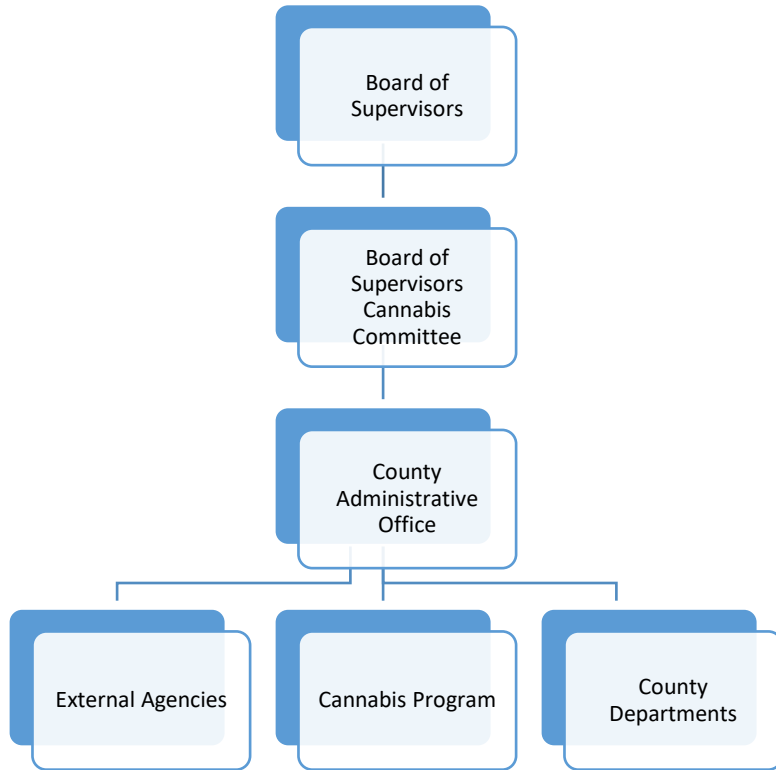 Board of
Supervisors
Board of
Supervisors
Cannabis
Committee
County
Administrative
Office
External Agencies
Cannabis Program
County
Departments